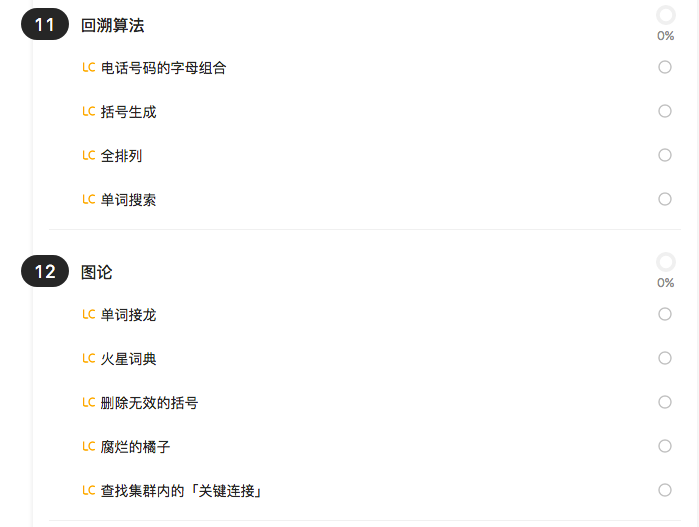 11 回溯算法
0%
LC 电话号码的字母组合
LC 括号生成
LC 全排列
LC 单词搜索
12 图论
0%
LC 单词接龙
LC 火星词典
LC 删除无效的括号
LC 腐烂的橘子
LC 查找集群内的「关键连接」